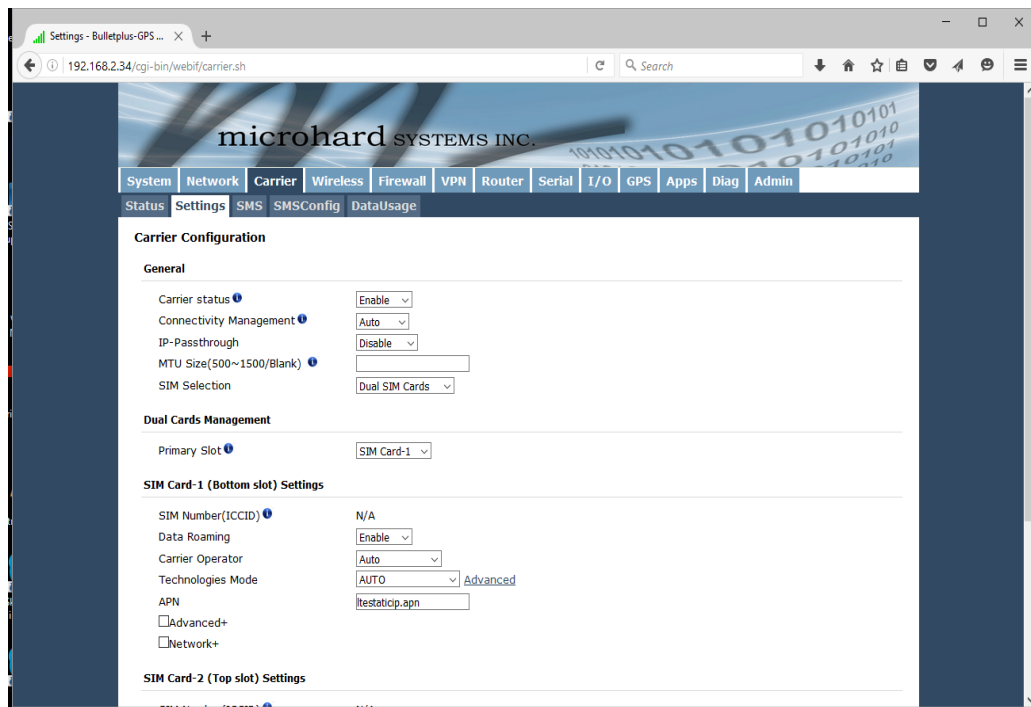 Settings - Bulletplus-GPS ...
192.168.2.34/cgi-bin/webif/carrier.sh
Search
microhard SYSTEMS INC.
System Network Carrier Wireless Firewall VPN Router Serial I/O GPS Apps Diag Admin
Status Settings SMS SMSConfig DataUsage
Carrier Configuration
General
Carrier status Enable
Connectivity Management Auto
IP-Passthrough Disable
MTU Size(500~1500/Blank)
SIM Selection Dual SIM Cards
Dual Cards Management
Primary Slot SIM Card-1
SIM Card-1 (Bottom slot) Settings
SIM Number(ICCID) N/A
Data Roaming Enable
Carrier Operator Auto
Technologies Mode AUTO Advanced
APN ltestaticip.apn
Advanced+
Network+
SIM Card-2 (Top slot) Settings